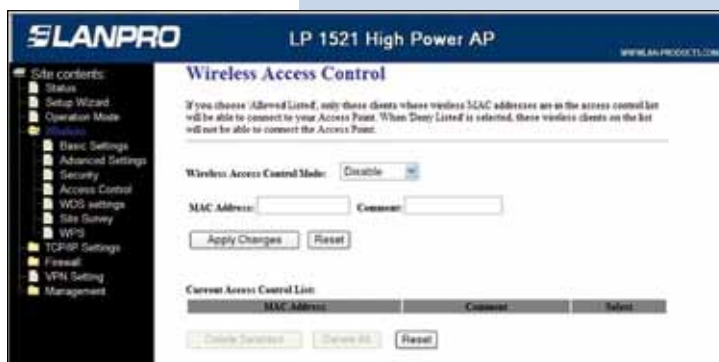 LANPRO
LP 1521 High Power AP
WWW.LAN-PRODUCTS.COM
Site contents:
Status
Setup Wizard
Operation Mode
Wireless
Basic Settings
Advanced Settings
Security
Access Control
WDS settings
Site Survey
WPS
TCP/IP Settings
Firewall
VPN Setting
Management
Wireless Access Control
If you choose 'Allowed Listed', only those clients whose wireless MAC addresses are in the access control list
will be able to connect to your Access Point. When 'Deny Listed' is selected, these wireless clients on the list
will not be able to connect the Access Point.
Wireless Access Control Mode: Disable
MAC Address: Comment:
Apply Changes Reset
Current Access Control List:
MAC Address Comment Select
Delete Selected Delete All Reset